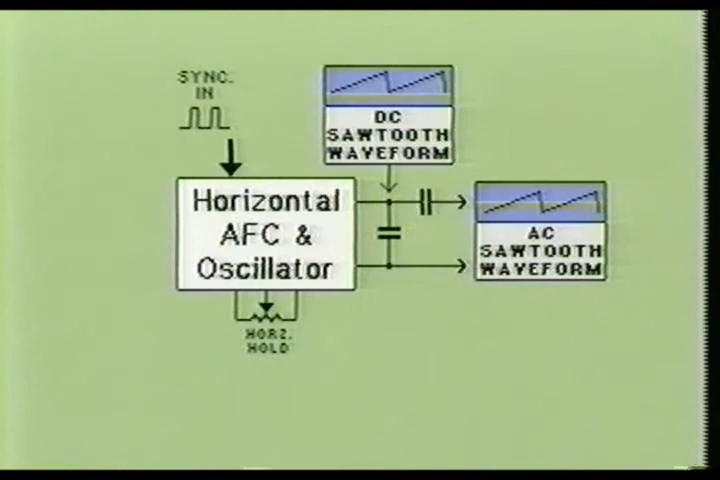 SYNC.
IN
DC
SAWTOOTH
WAVEFORM
Horizontal
AFC &
Oscillator
AC
SAWTOOTH
WAVEFORM
HORZ.
HOLD